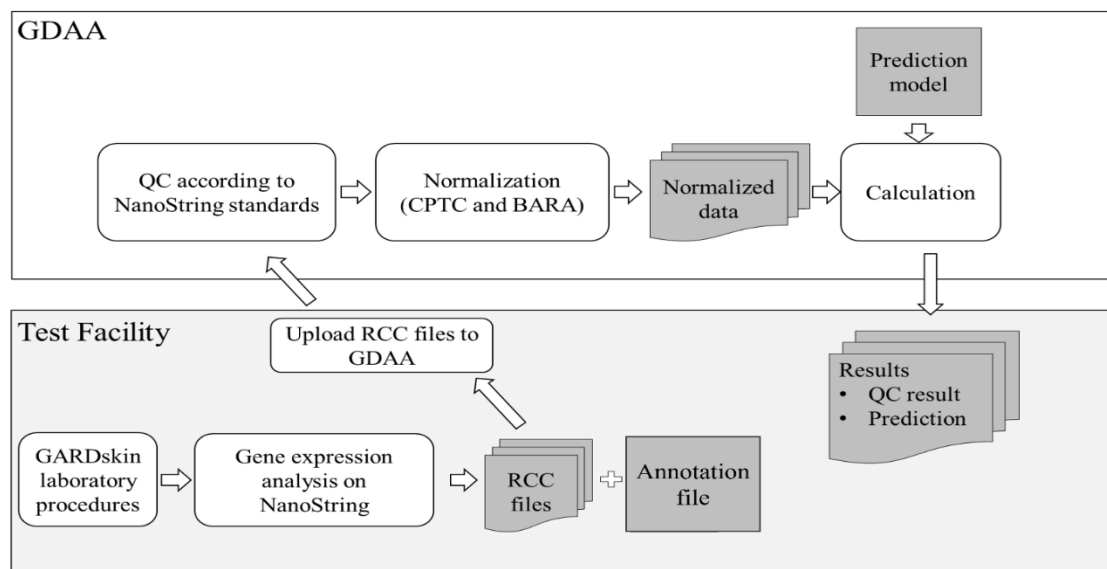 GDAA
Prediction
model
QC according to
NanoString standards
Normalization
(CPTC and BARA)
Normalized
data
Calculation
Test Facility
Upload RCC files to
GDAA
Results
• QC result
• Prediction
GARDskin
laboratory
procedures
Gene expression
analysis on
NanoString
RCC
files
Annotation
file